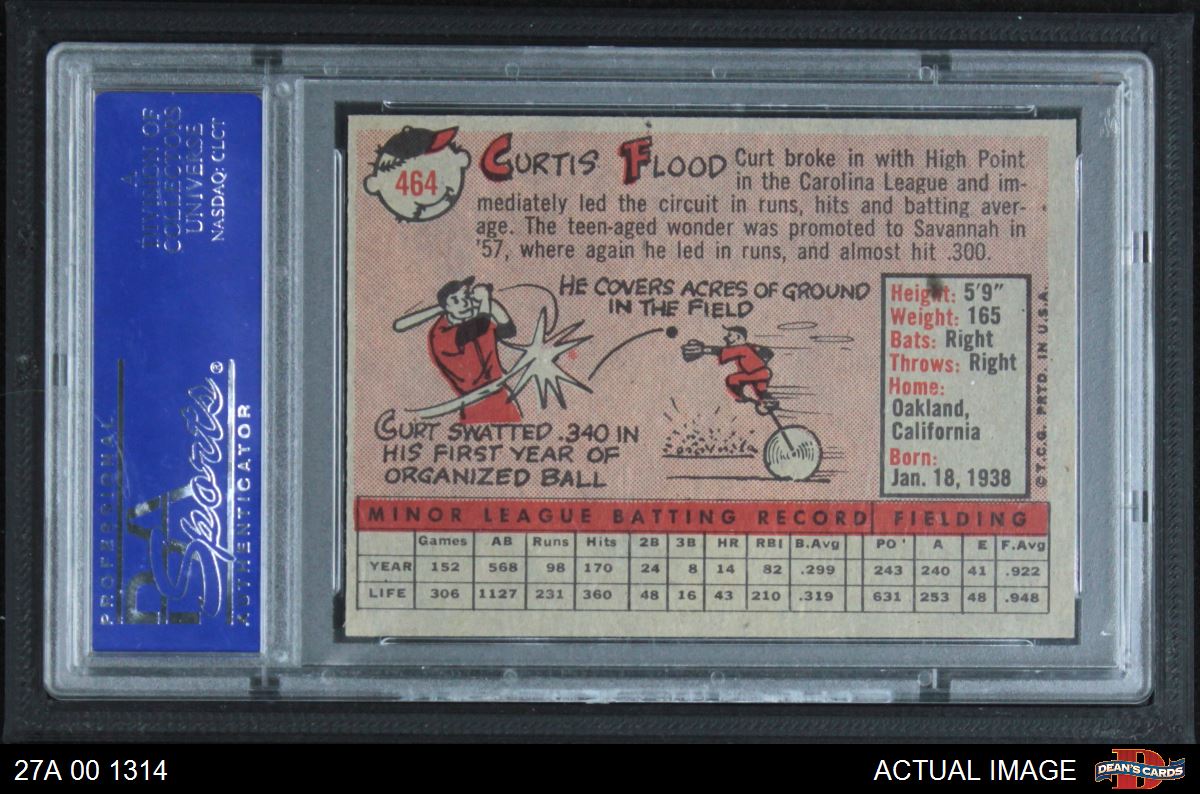 A
DIVISION OF
COLLECTORS
UNIVERSE
NASDAQ: CLCT
PROFESSIONAL
PSA
Sports®
AUTHENTICATOR
464
CURTIS FLOOD
Curt broke in with High Point
in the Carolina League and im-
mediately led the circuit in runs, hits and batting aver-
age. The teen-aged wonder was promoted to Savannah in
'57, where again he led in runs, and almost hit .300.
HE COVERS ACRES OF GROUND
IN THE FIELD
CURT SWATTED .340 IN
HIS FIRST YEAR OF
ORGANIZED BALL
Height: 5'9"
Weight: 165
Bats: Right
Throws: Right
Home:
Oakland,
California
Born:
Jan. 18, 1938
©T.C.G. PRTD. IN U.S.A.
MINOR LEAGUE BATTING RECORD FIELDING
Games AB Runs Hits 2B 3B HR RBI B.Avg PO A E F.Avg
YEAR 152 568 98 170 24 8 14 82 .299 243 240 41 .922
LIFE 306 1127 231 360 48 16 43 210 .319 631 253 48 .948
27A 00 1314
ACTUAL IMAGE
D
DEAN'S CARDS